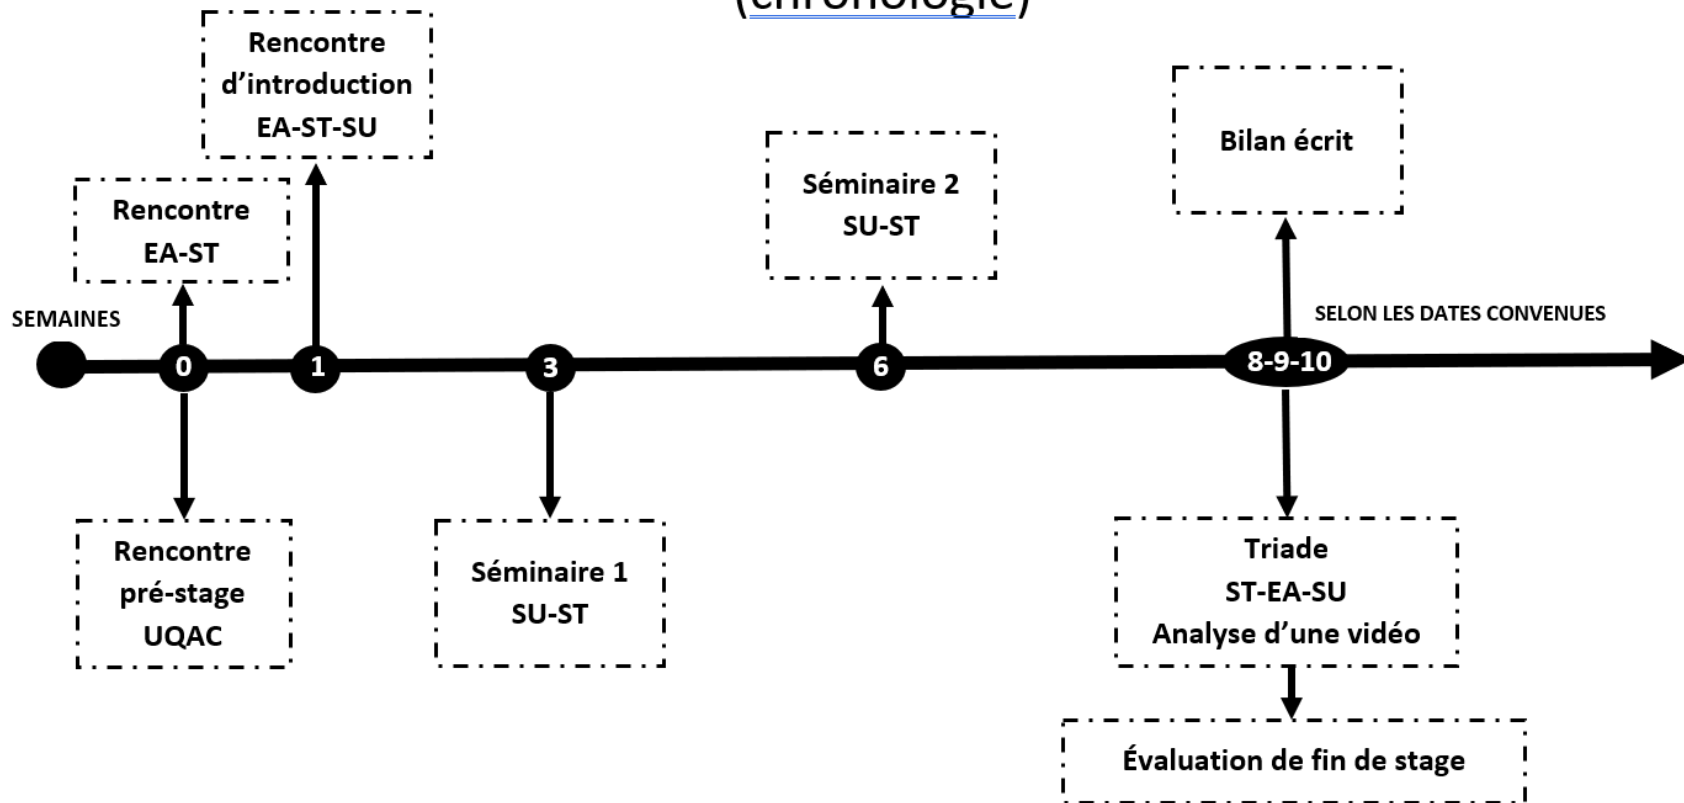 (chronologie)
Rencontre
d’introduction
EA-ST-SU
Rencontre
EA-ST
Séminaire 2
SU-ST
Bilan écrit
SEMAINES
SELON LES DATES CONVENUES
0
1
3
6
8-9-10
Rencontre
pré-stage
UQAC
Séminaire 1
SU-ST
Triade
ST-EA-SU
Analyse d’une vidéo
Évaluation de fin de stage